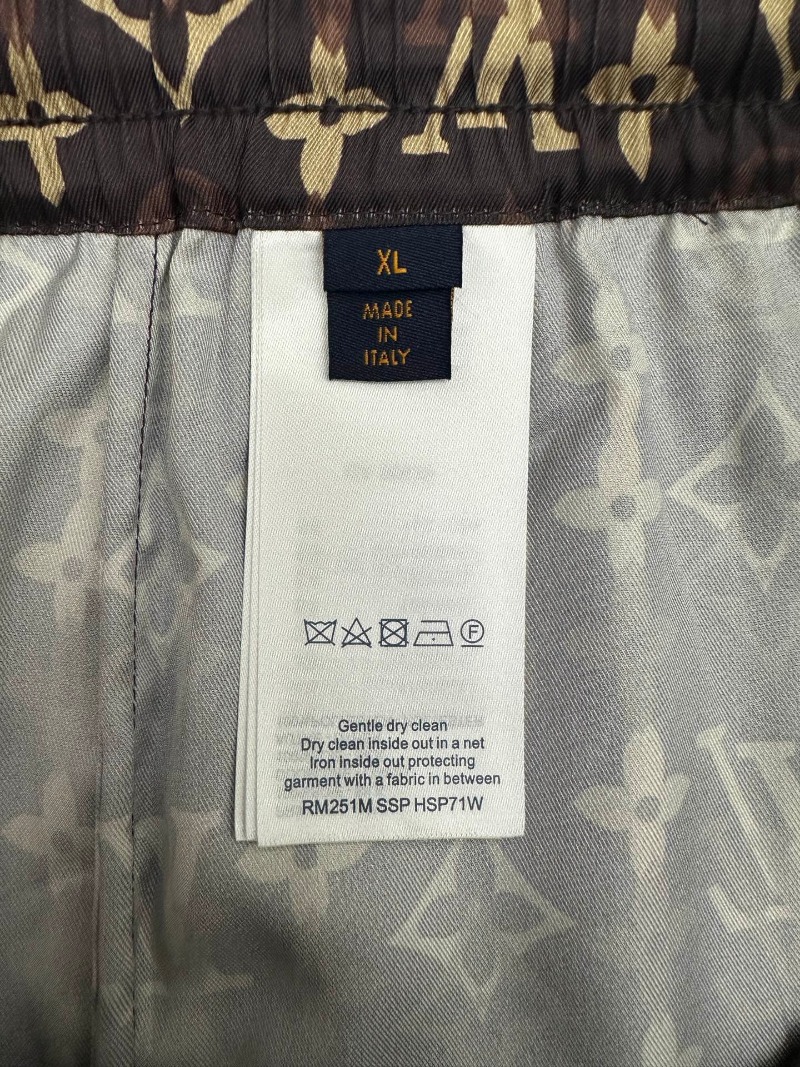 XL
MADE
IN
ITALY
F
Gentle dry clean
Dry clean inside out in a net
Iron inside out protecting
garment with a fabric in between
RM251M SSP HSP71W